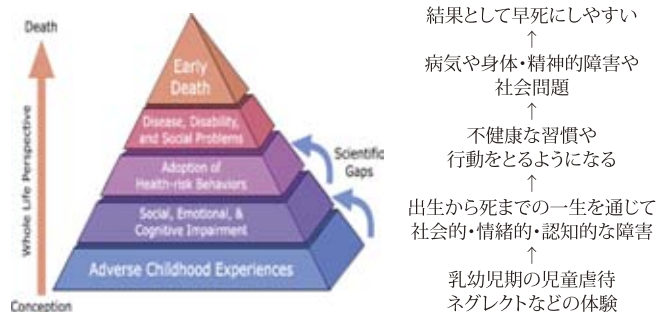 Death
Whole Life Perspective
Conception
Early
Death
Disease, Disability,
and Social Problems
Adoption of
Health-risk Behaviors
Social, Emotional, &
Cognitive Impairment
Adverse Childhood Experiences
Scientific
Gaps
結果として早死にしやすい
↑
病気や身体・精神的障害や
社会問題
↑
不健康な習慣や
行動をとるようになる
↑
出生から死までの一生を通じて
社会的・情緒的・認知的な障害
↑
乳幼児期の児童虐待
ネグレクトなどの体験